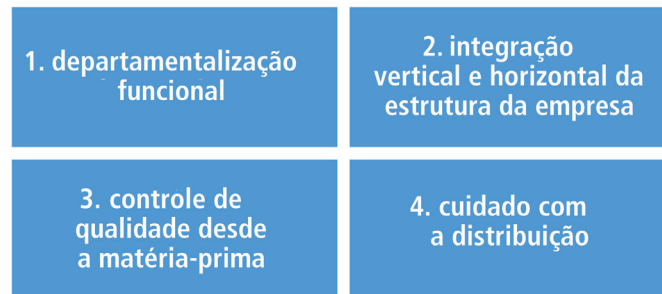 1. departamentalização
funcional
2. integração
vertical e horizontal da
estrutura da empresa
3. controle de
qualidade desde
a matéria-prima
4. cuidado com
a distribuição